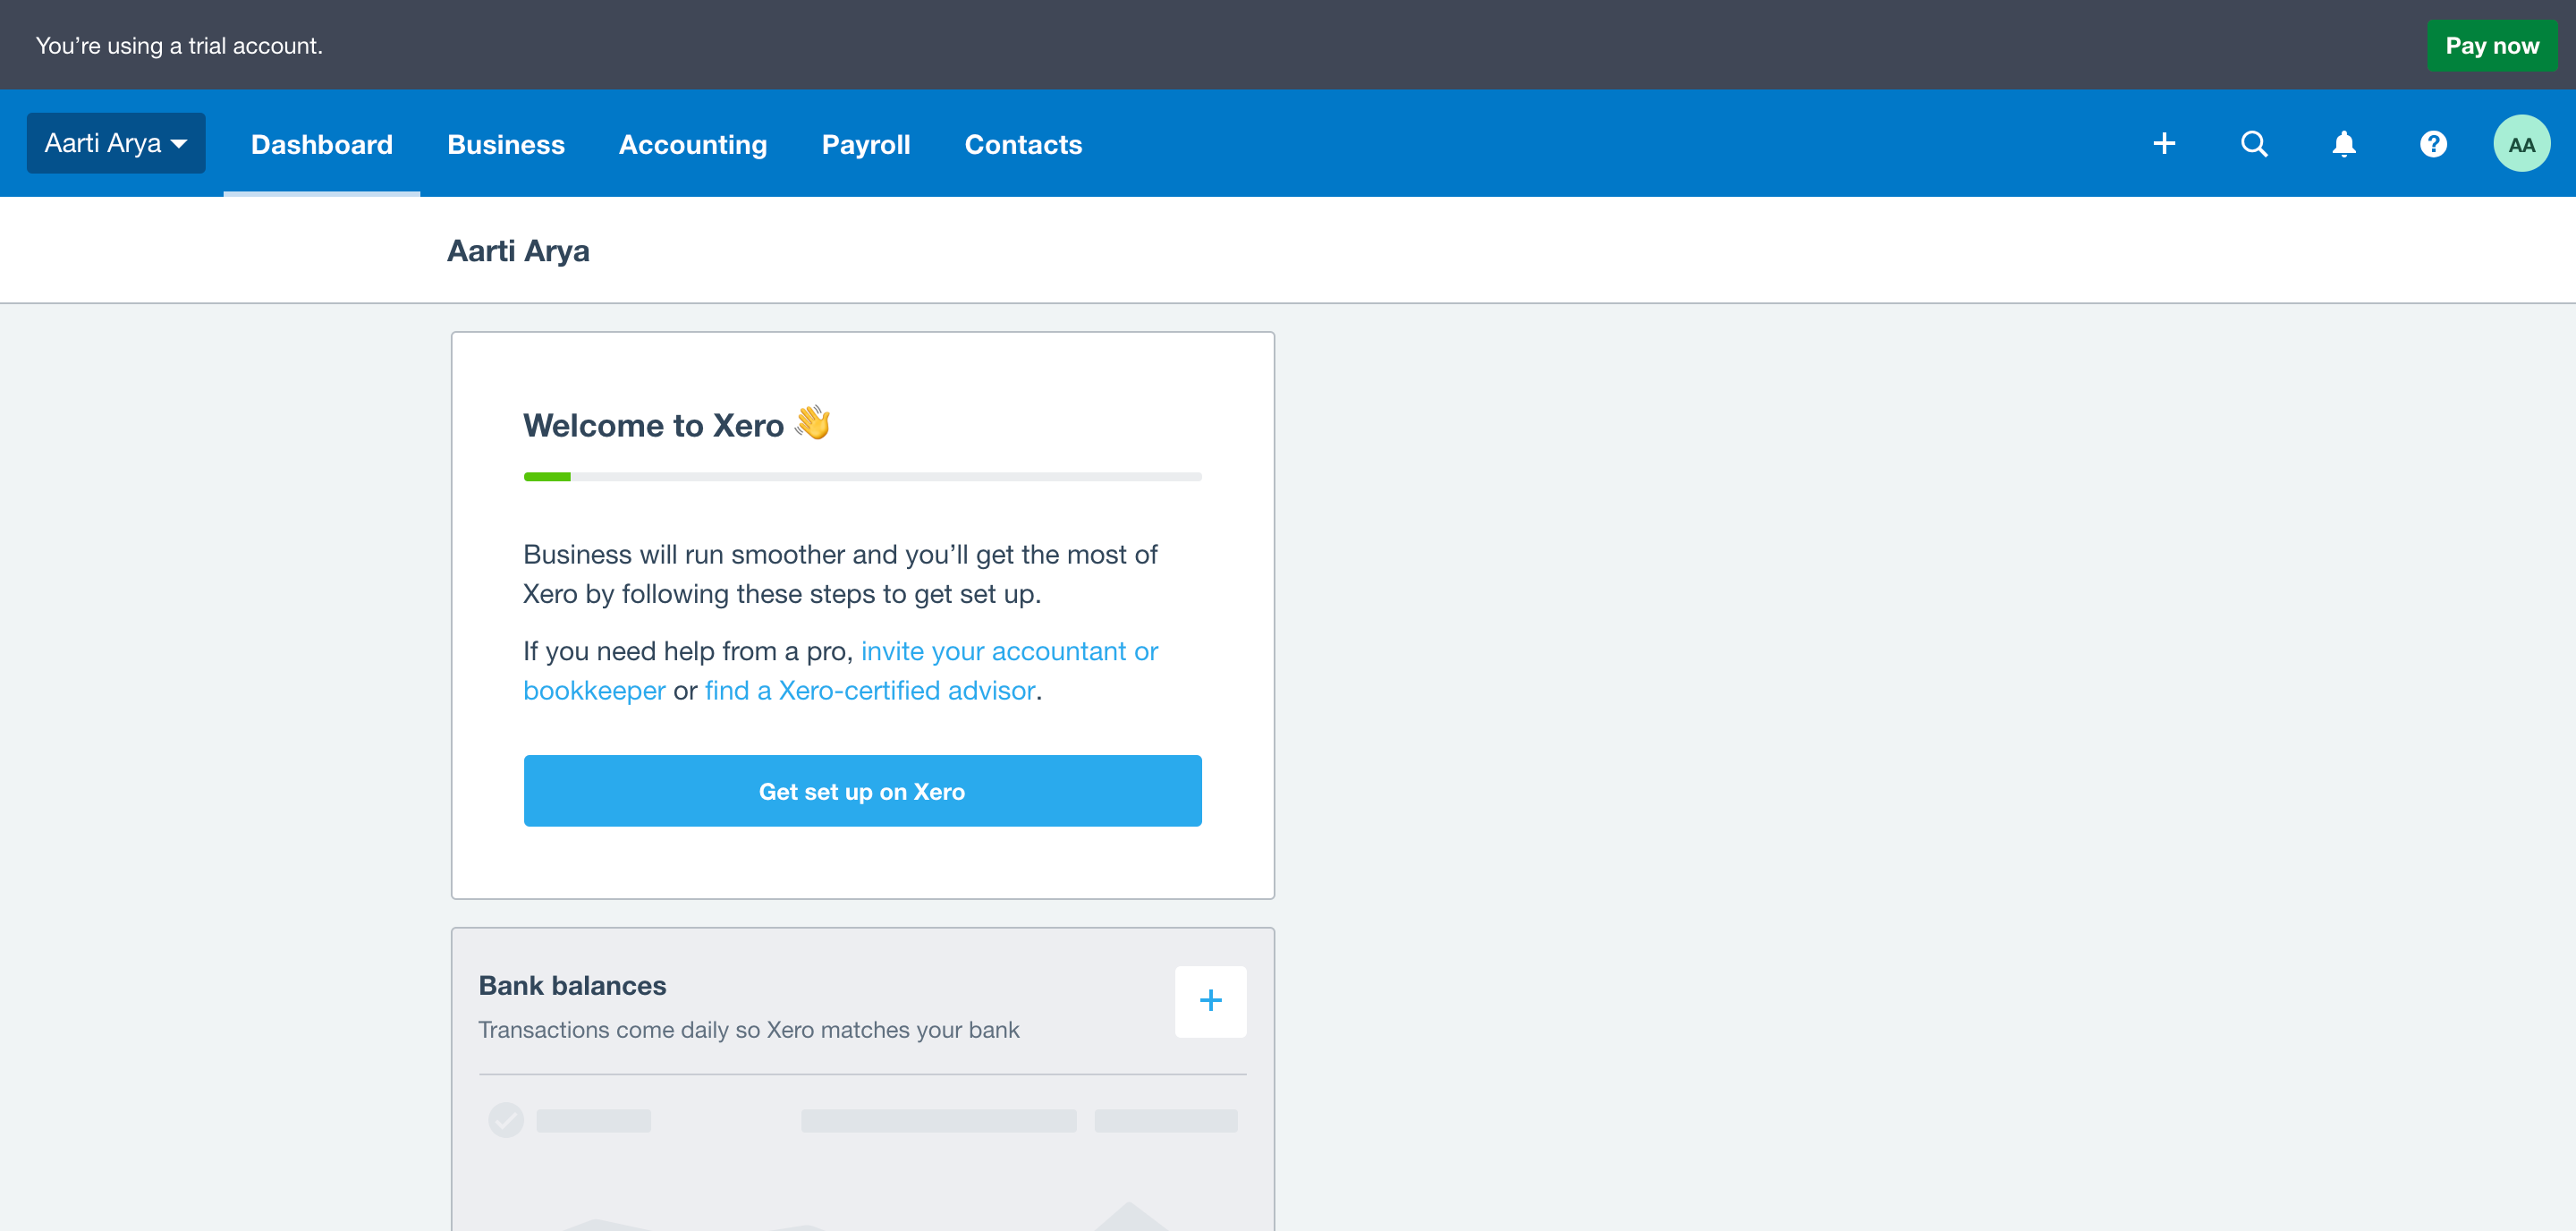 You’re using a trial account.
Pay now
Aarti Arya
Dashboard
Business
Accounting
Payroll
Contacts
AA
Aarti Arya
Welcome to Xero 👋
Business will run smoother and you’ll get the most of
Xero by following these steps to get set up.
If you need help from a pro, invite your accountant or
bookkeeper or find a Xero-certified advisor.
Get set up on Xero
Bank balances
Transactions come daily so Xero matches your bank